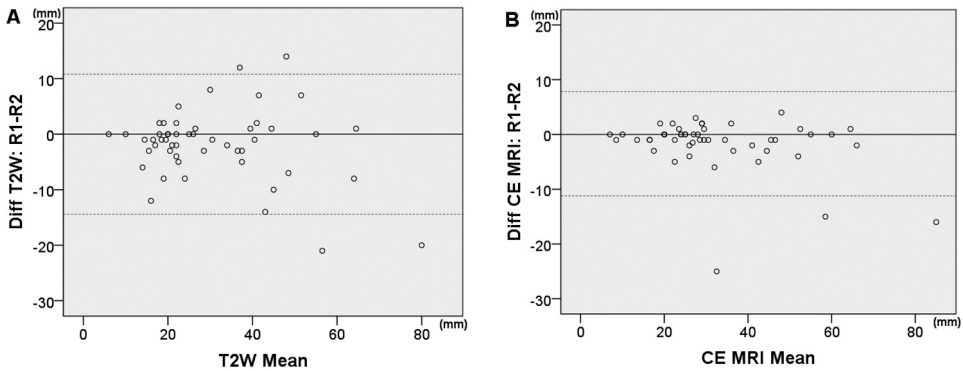 A
(mm)
20
10
0
-10
-20
-30
Diff T2W: R1-R2
0 20 40 60 80 (mm)
T2W Mean
B
(mm)
20
10
0
-10
-20
-30
Diff CE MRI: R1-R2
0 20 40 60 80 (mm)
CE MRI Mean